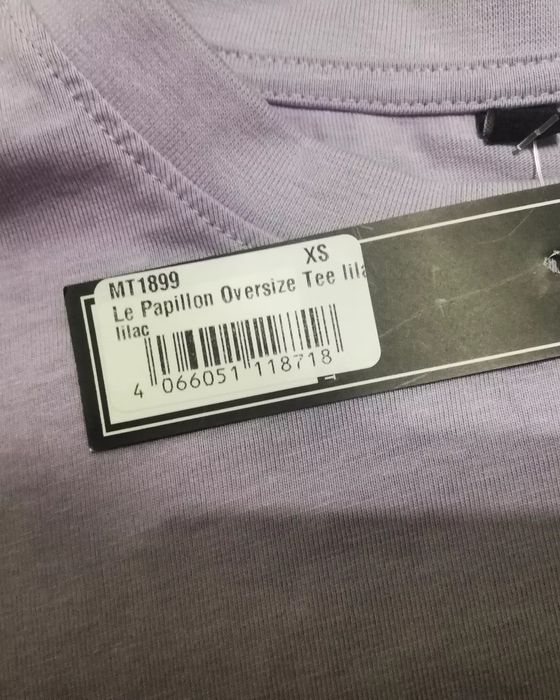 MT1899 XS
Le Papillon Oversize Tee lila
lilac
4 066051 118718